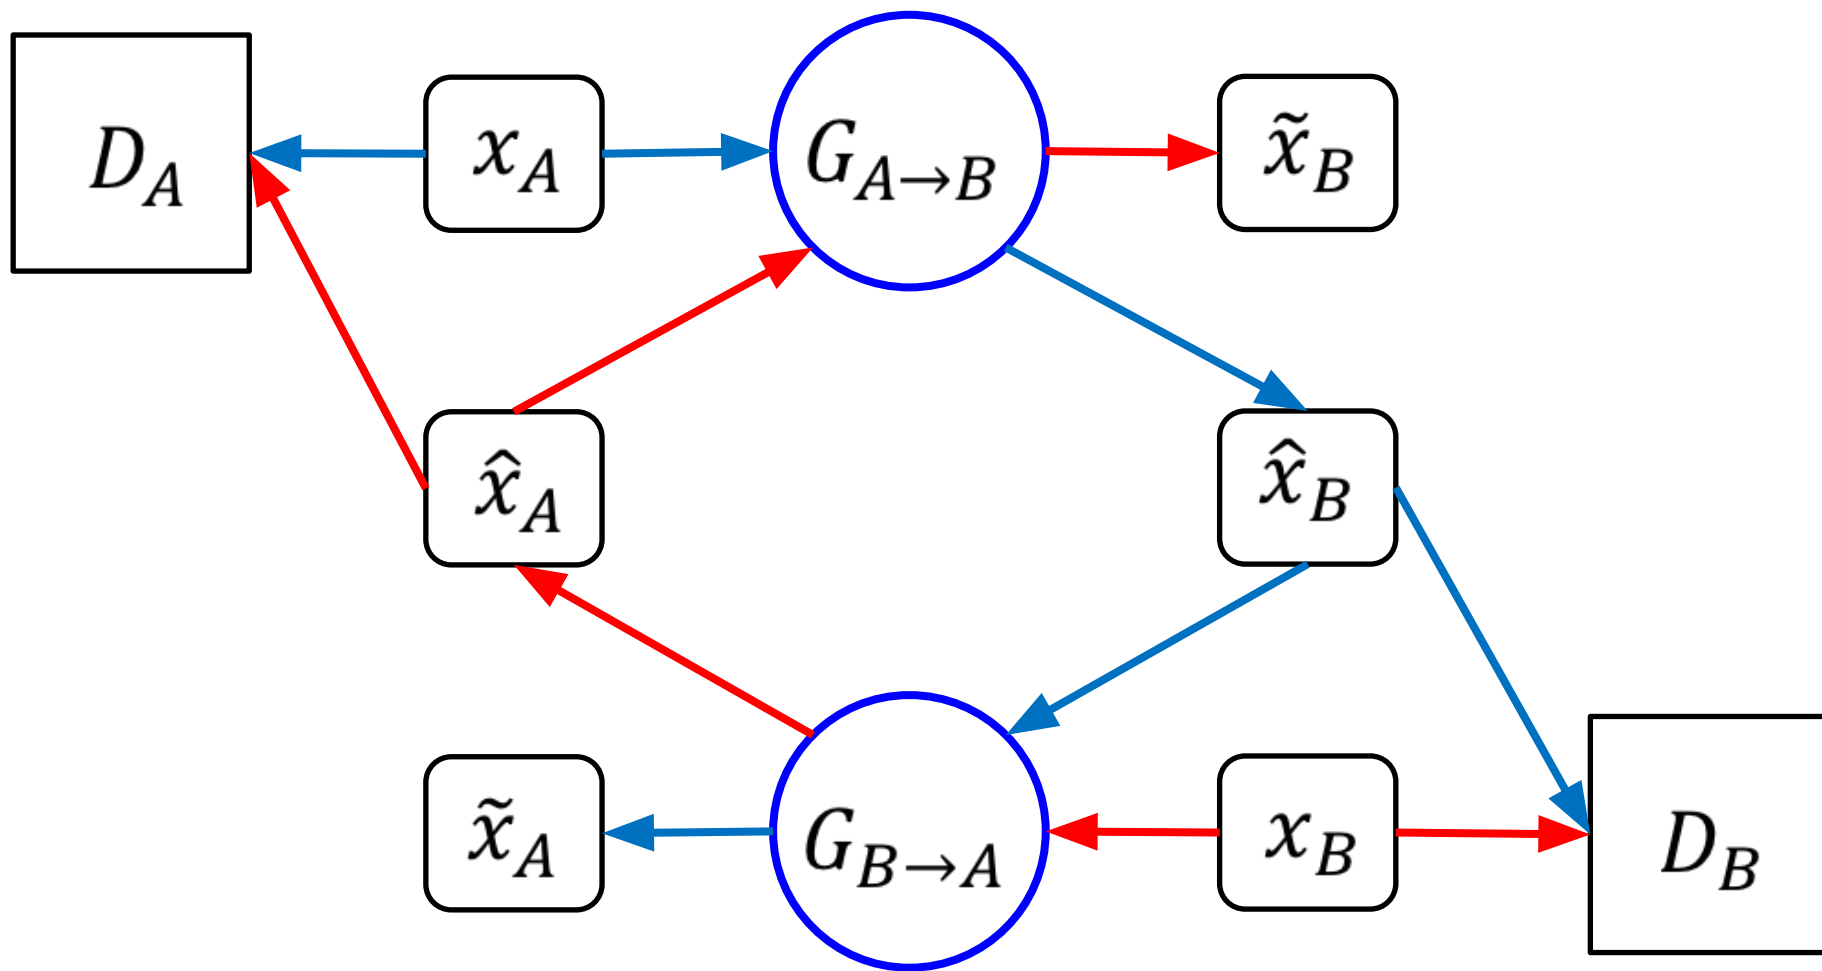 D_A
x_A
G_{A→B}
x̃_B
x̂_A
x̂_B
x̃_A
G_{B→A}
x_B
D_B